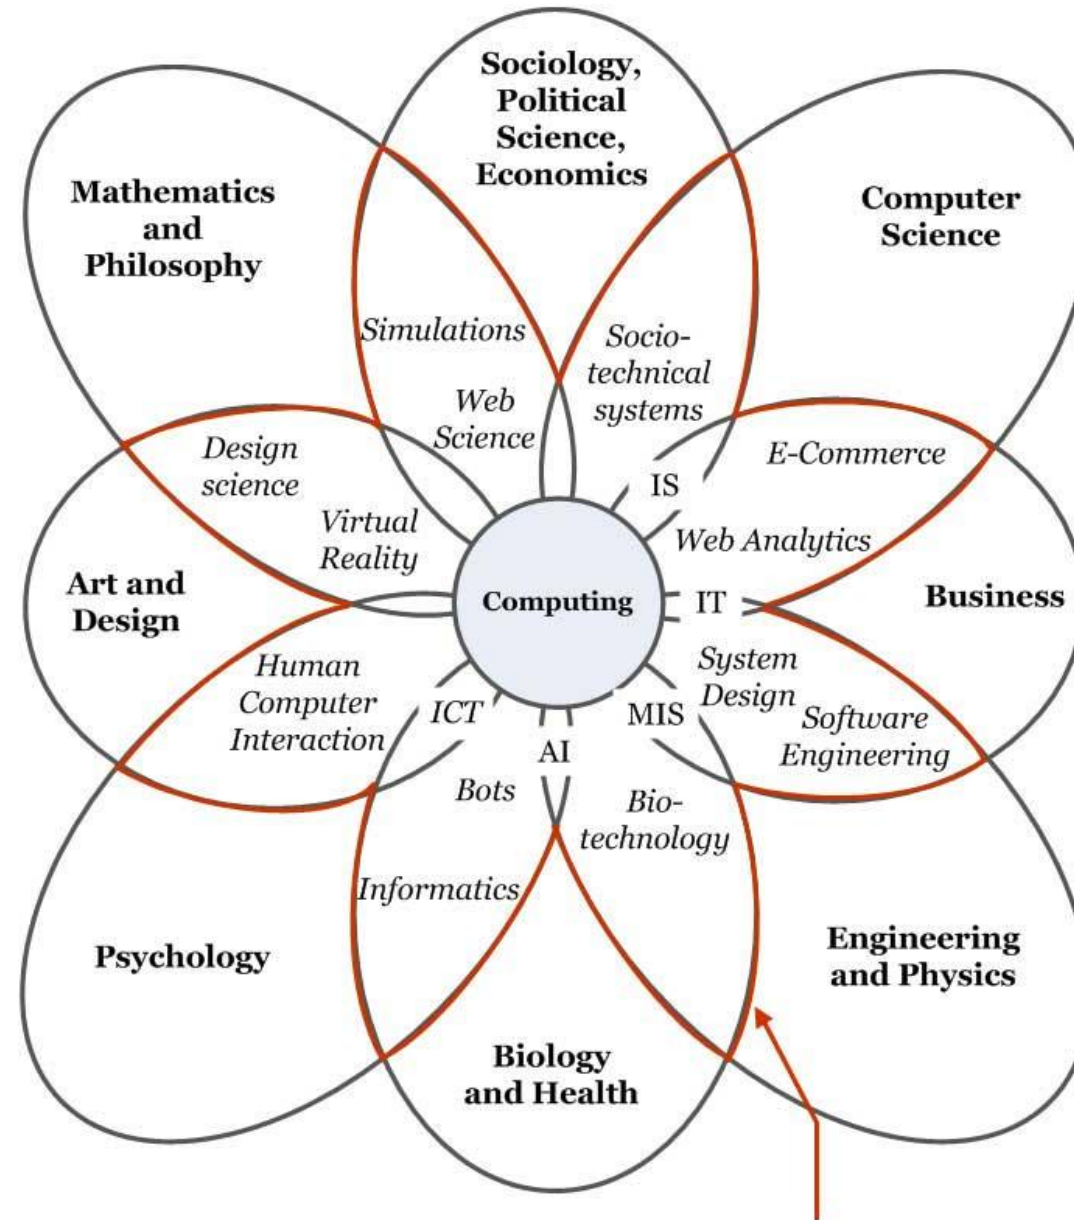 Sociology,
Political
Science,
Economics
Mathematics
and
Philosophy
Computer
Science
Simulations
Socio-
technical
systems
Web
Science
Design
science
E-Commerce
IS
Virtual
Reality
Web Analytics
Art and
Design
Computing
IT
Business
Human
Computer
Interaction
System
Design
ICT
MIS
Software
Engineering
AI
Bots
Bio-
technology
Informatics
Psychology
Engineering
and Physics
Biology
and Health